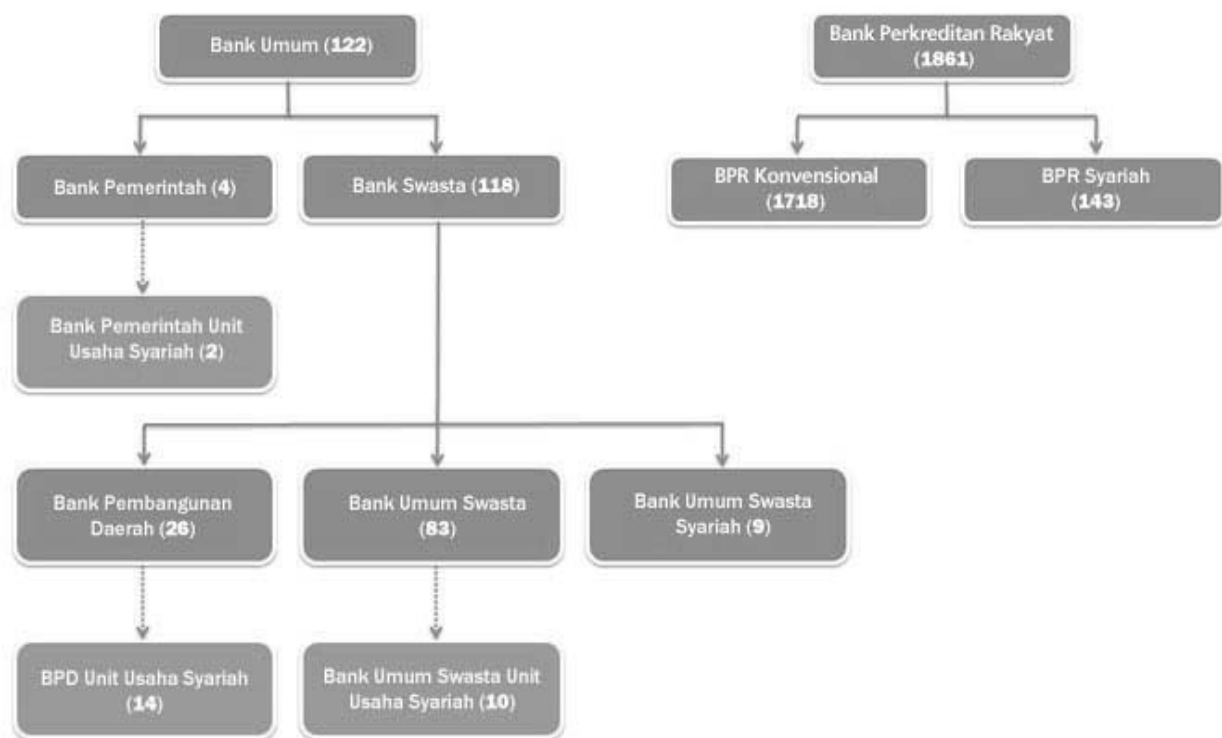 Bank Umum (122)
Bank Perkreditan Rakyat
(1861)
Bank Pemerintah (4)
Bank Swasta (118)
BPR Konvensional
(1718)
BPR Syariah
(143)
Bank Pemerintah Unit
Usaha Syariah (2)
Bank Pembangunan
Daerah (26)
Bank Umum Swasta
(83)
Bank Umum Swasta
Syariah (9)
BPD Unit Usaha Syariah
(14)
Bank Umum Swasta Unit
Usaha Syariah (10)